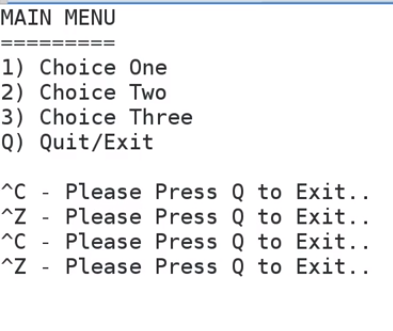 MAIN MENU
=========
1) Choice One
2) Choice Two
3) Choice Three
Q) Quit/Exit
^C - Please Press Q to Exit..
^Z - Please Press Q to Exit..
^C - Please Press Q to Exit..
^Z - Please Press Q to Exit..